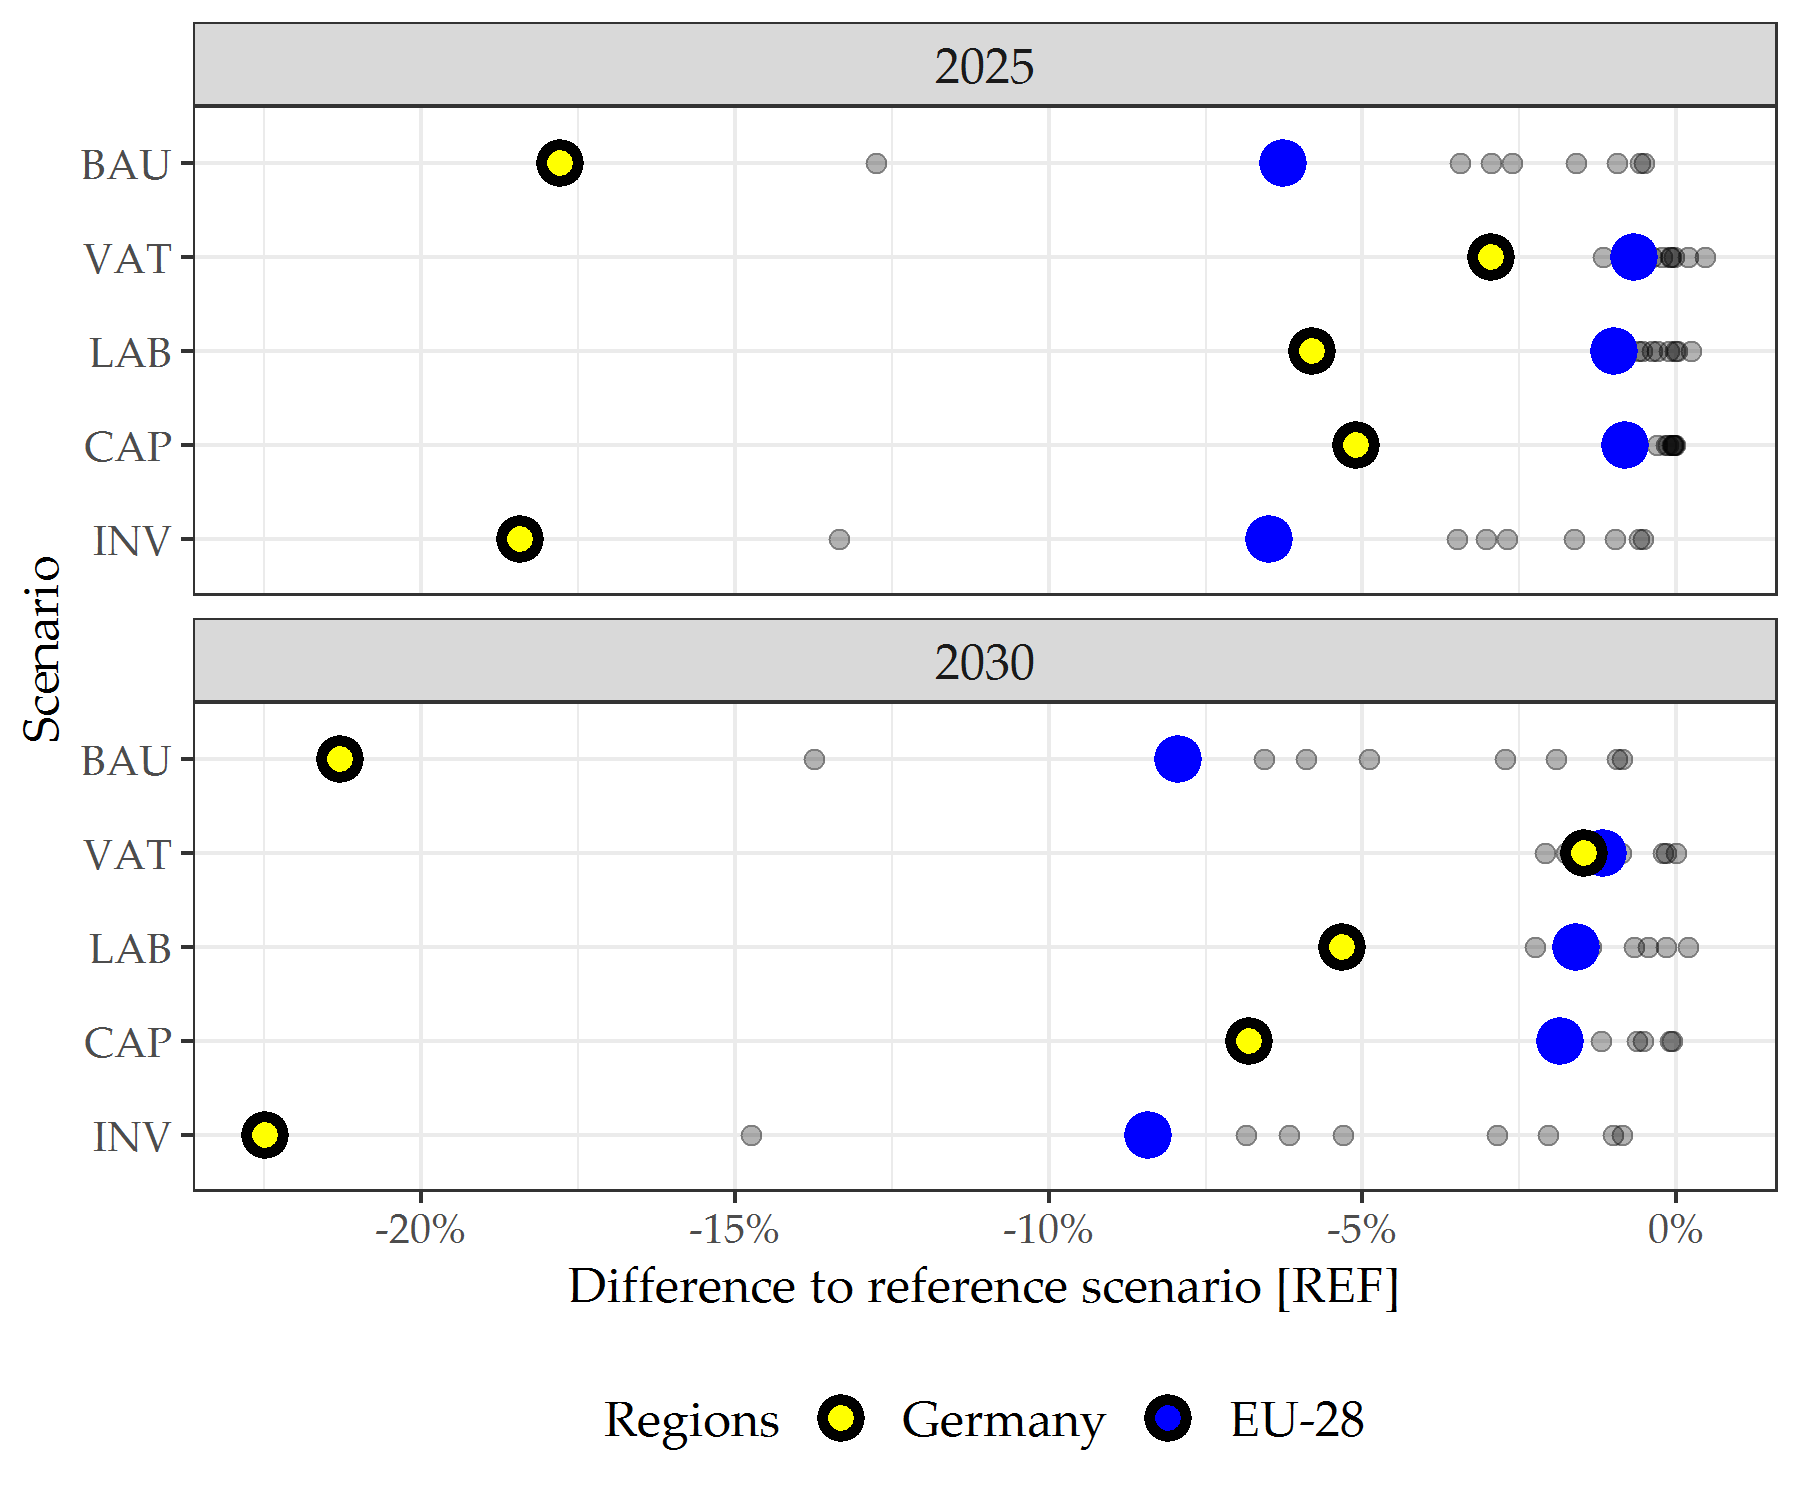 2025
BAU
VAT
LAB
CAP
INV
Scenario
2030
BAU
VAT
LAB
CAP
INV
-20% -15% -10% -5% 0%
Difference to reference scenario [REF]
Regions Germany EU-28